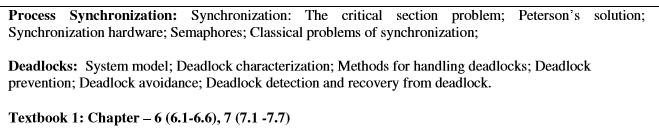 Process Synchronization: Synchronization: The critical section problem; Peterson's solution;
Synchronization hardware; Semaphores; Classical problems of synchronization;
Deadlocks: System model; Deadlock characterization; Methods for handling deadlocks; Deadlock
prevention; Deadlock avoidance; Deadlock detection and recovery from deadlock.
Textbook 1: Chapter – 6 (6.1-6.6), 7 (7.1 -7.7)